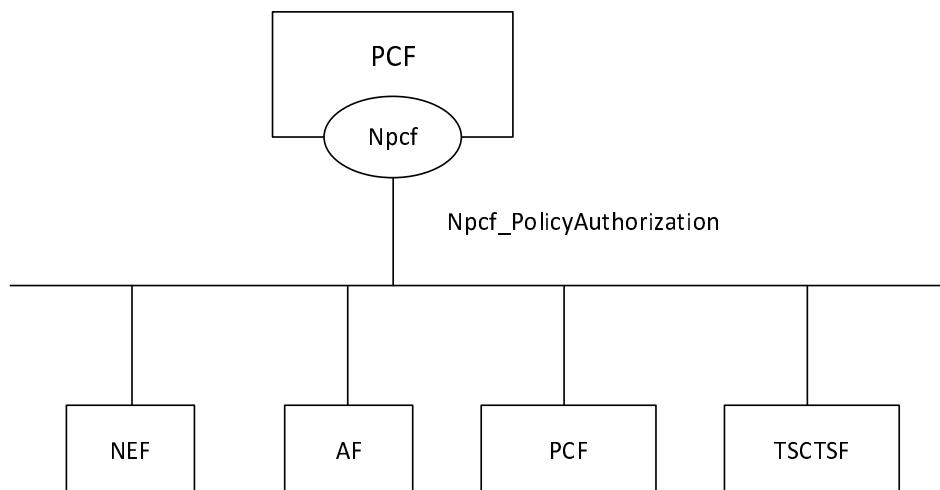 PCF
Npcf
Npcf_PolicyAuthorization
NEF
AF
PCF
TSCTSF